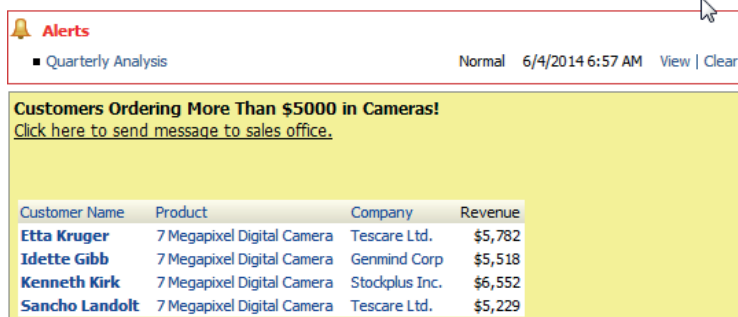 Alerts
Quarterly Analysis Normal 6/4/2014 6:57 AM View | Clear
Customers Ordering More Than $5000 in Cameras!
Click here to send message to sales office.
Customer Name Product Company Revenue
Etta Kruger 7 Megapixel Digital Camera Tescare Ltd. $5,782
Idette Gibb 7 Megapixel Digital Camera Genmind Corp $5,518
Kenneth Kirk 7 Megapixel Digital Camera Stockplus Inc. $6,552
Sancho Landolt 7 Megapixel Digital Camera Tescare Ltd. $5,229